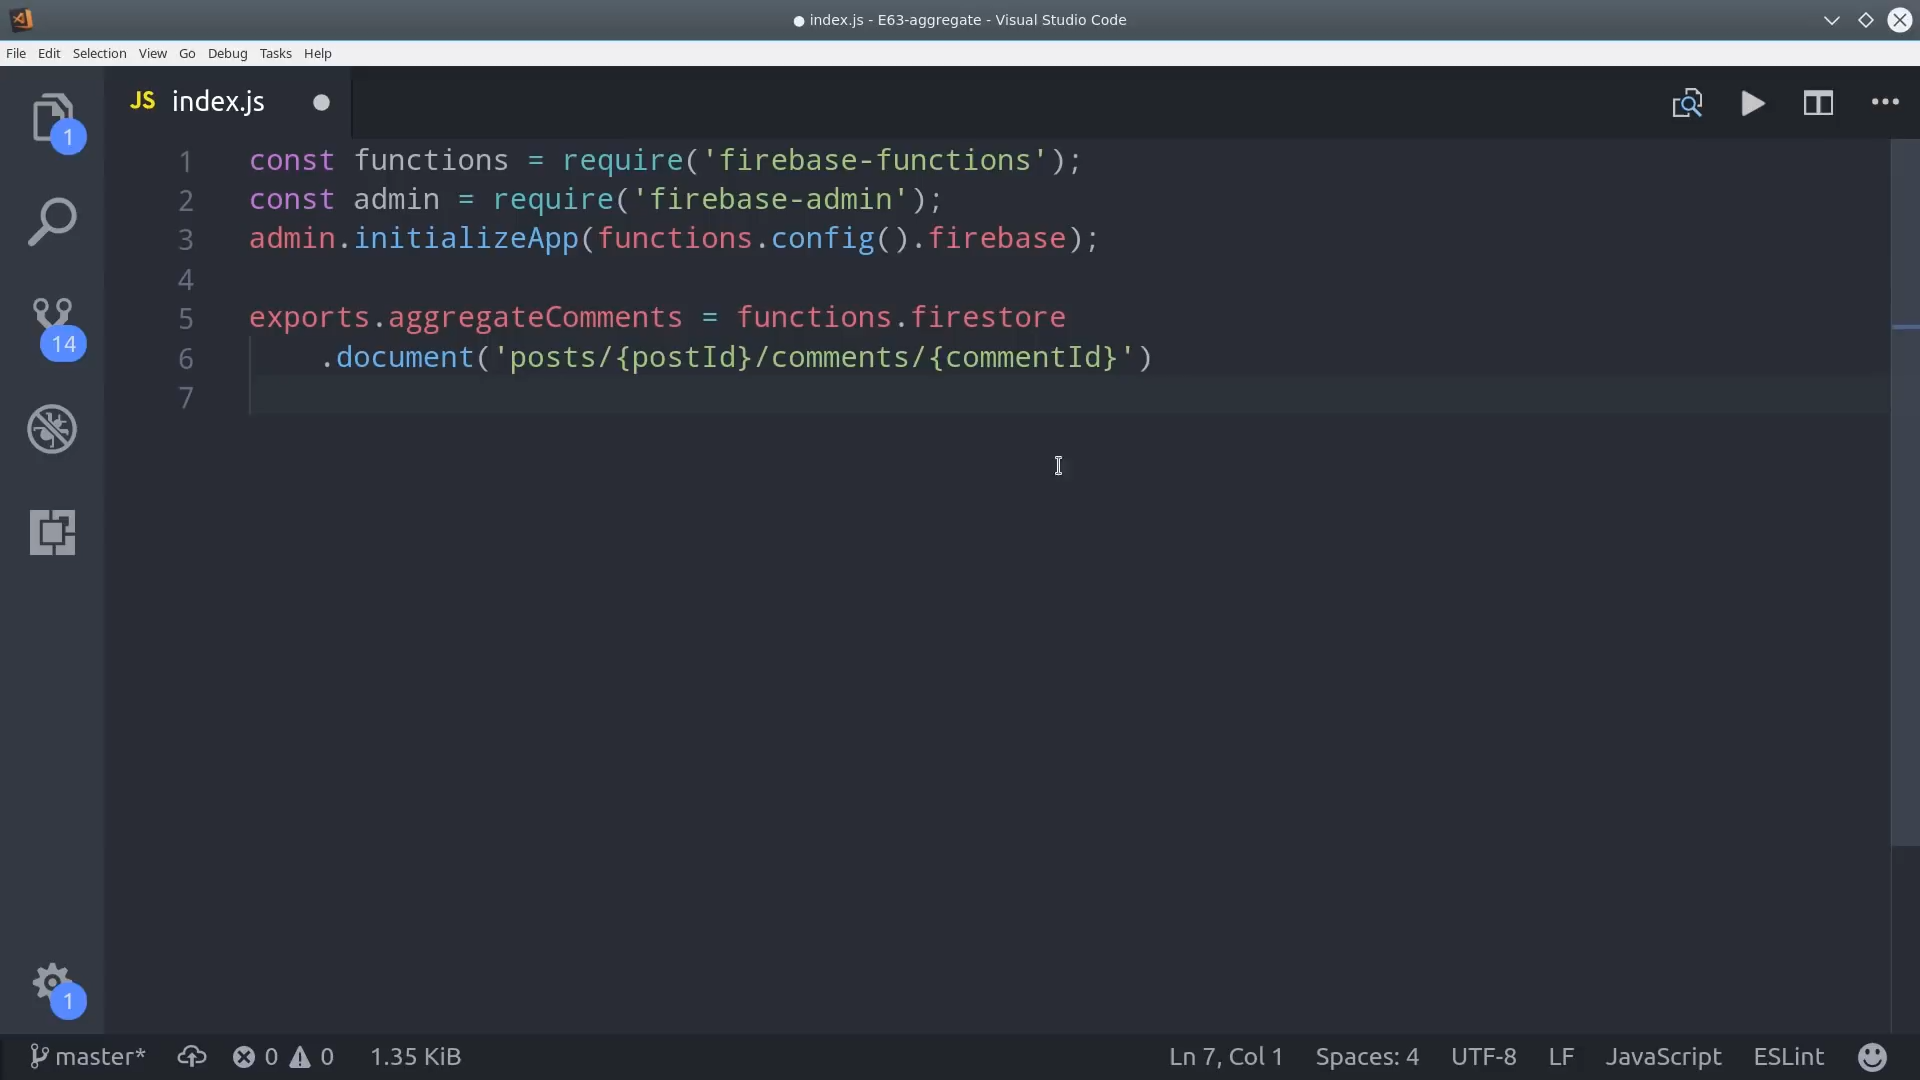 ● index.js - E63-aggregate - Visual Studio Code
File Edit Selection View Go Debug Tasks Help
JS index.js
1 const functions = require('firebase-functions');
2 const admin = require('firebase-admin');
3 admin.initializeApp(functions.config().firebase);
4
5 exports.aggregateComments = functions.firestore
6     .document('posts/{postId}/comments/{commentId}')
7
1
14
1
master* 0 0 1.35 KiB Ln 7, Col 1 Spaces: 4 UTF-8 LF JavaScript ESLint